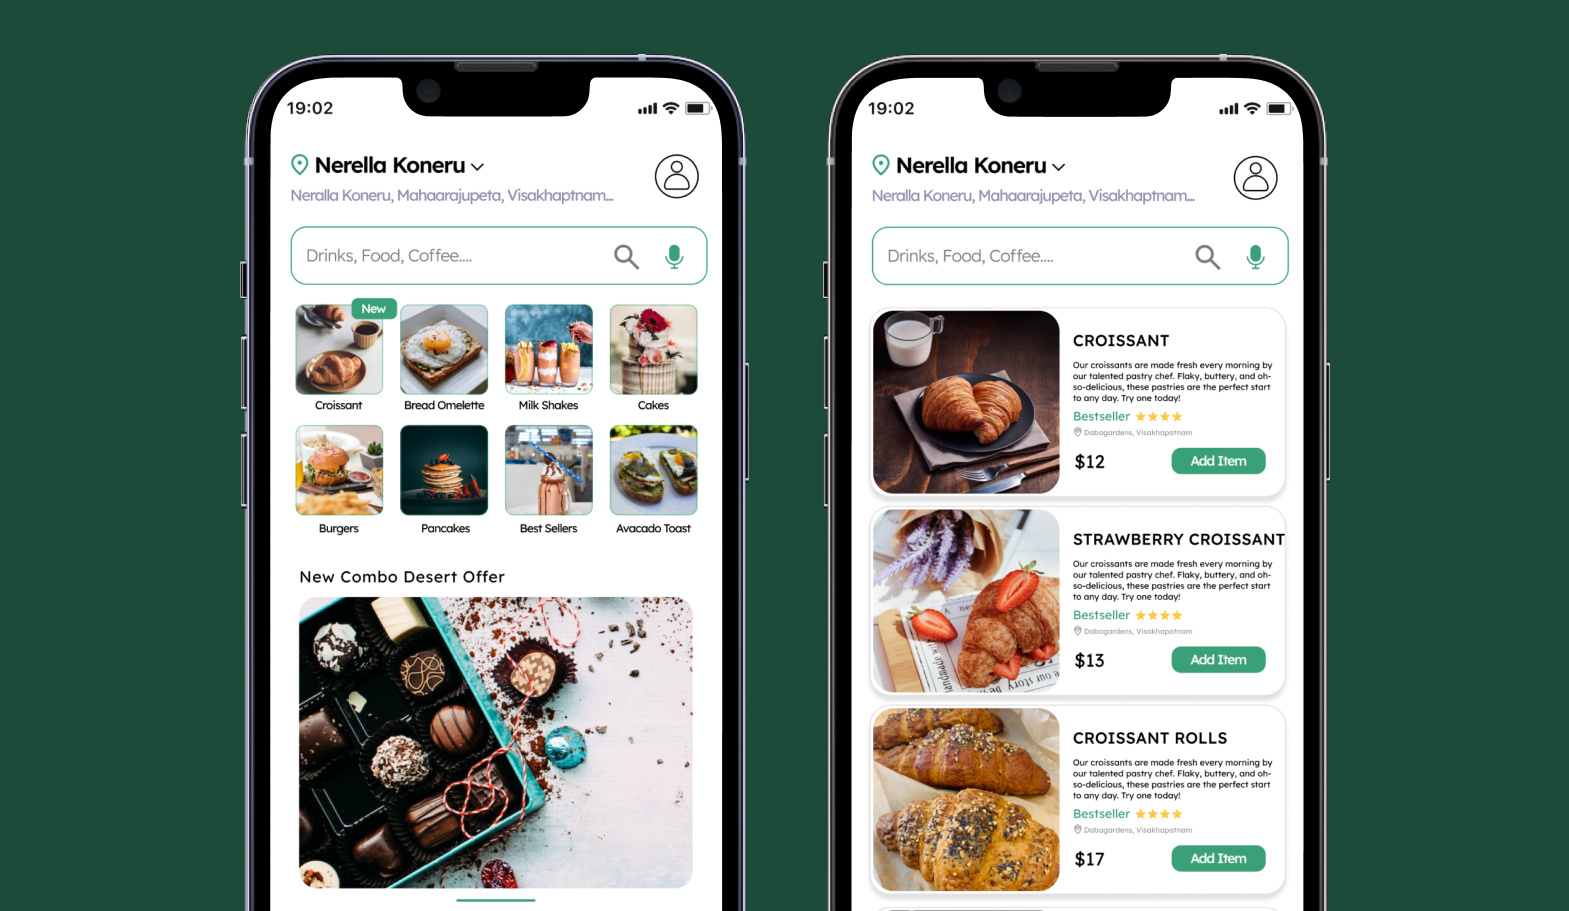 19:02
Nerella Koneru
Neralla Koneru, Mahaarajupeta, Visakhaptnam...
Drinks, Food, Coffee....
New
Croissant
Bread Omelette
Milk Shakes
Cakes
Burgers
Pancakes
Best Sellers
Avacado Toast
New Combo Desert Offer
19:02
Nerella Koneru
Neralla Koneru, Mahaarajupeta, Visakhaptnam...
Drinks, Food, Coffee....
CROISSANT
Our croissants are made fresh every morning by
our talented pastry chef. Flaky, buttery, and oh-
so-delicious, these pastries are the perfect start
to any day. Try one today!
Bestseller
Dabagardens, Visakhapatnam
$12
Add Item
STRAWBERRY CROISSANT
Our croissants are made fresh every morning by
our talented pastry chef. Flaky, buttery, and oh-
so-delicious, these pastries are the perfect start
to any day. Try one today!
Bestseller
Dabagardens, Visakhapatnam
$13
Add Item
CROISSANT ROLLS
Our croissants are made fresh every morning by
our talented pastry chef. Flaky, buttery, and oh-
so-delicious, these pastries are the perfect start
to any day. Try one today!
Bestseller
Dabagardens, Visakhapatnam
$17
Add Item